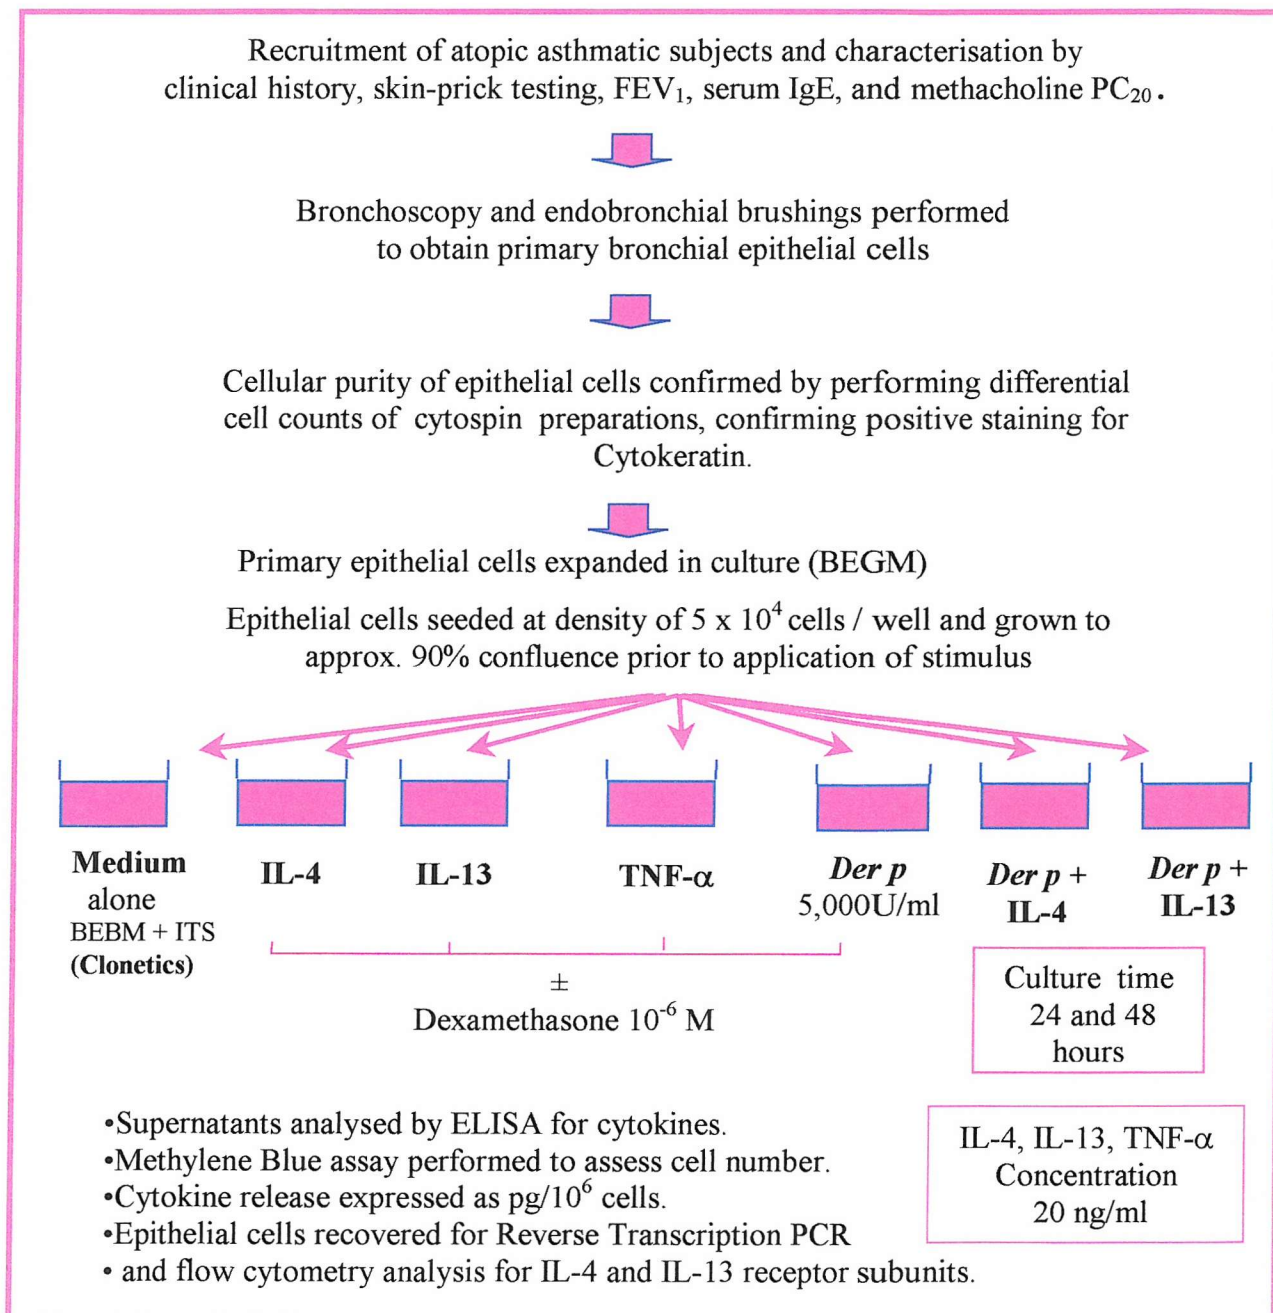 Recruitment of atopic asthmatic subjects and characterisation by
clinical history, skin-prick testing, FEV₁, serum IgE, and methacholine PC₂₀.
Bronchoscopy and endobronchial brushings performed
to obtain primary bronchial epithelial cells
Cellular purity of epithelial cells confirmed by performing differential
cell counts of cytospin preparations, confirming positive staining for
Cytokeratin.
Primary epithelial cells expanded in culture (BEGM)
Epithelial cells seeded at density of 5 x 10⁴ cells / well and grown to
approx. 90% confluence prior to application of stimulus
Medium
alone
BEBM + ITS
(Clonetics)
IL-4
IL-13
TNF-α
Der p
5,000U/ml
Der p +
IL-4
Der p +
IL-13
±
Dexamethasone 10⁻⁶ M
Culture time
24 and 48
hours
•Supernatants analysed by ELISA for cytokines.
•Methylene Blue assay performed to assess cell number.
•Cytokine release expressed as pg/10⁶ cells.
•Epithelial cells recovered for Reverse Transcription PCR
• and flow cytometry analysis for IL-4 and IL-13 receptor subunits.
IL-4, IL-13, TNF-α
Concentration
20 ng/ml